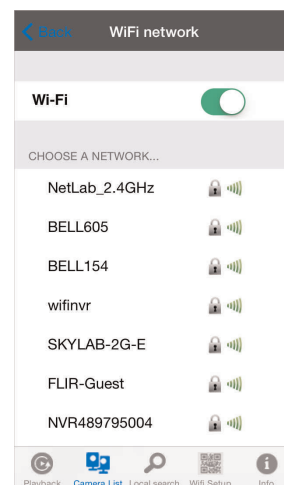 Back WiFi network
Wi-Fi
CHOOSE A NETWORK...
NetLab_2.4GHz
BELL605
BELL154
wifinvr
SKYLAB-2G-E
FLIR-Guest
NVR489795004
Playback Camera List Local search Wifi Setup Info